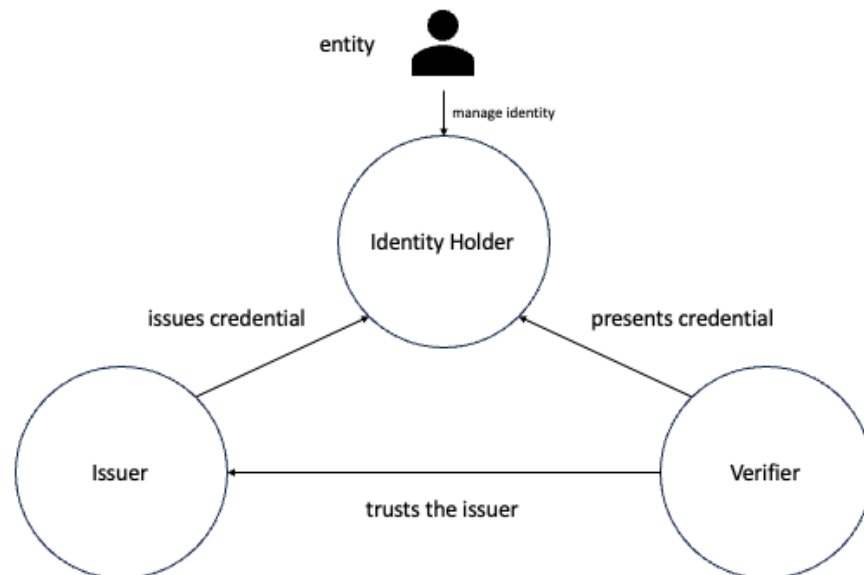 entity
manage identity
Identity Holder
issues credential
presents credential
Issuer
Verifier
trusts the issuer